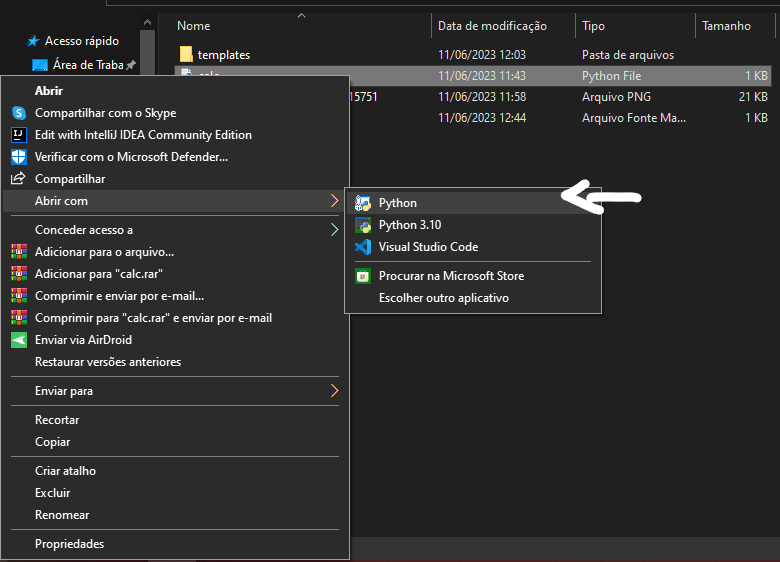 Nome Data de modificação Tipo Tamanho
Acesso rápido
Área de Traba
templates 11/06/2023 12:03 Pasta de arquivos
11/06/2023 11:43 Python File 1 KB
15751 11/06/2023 11:58 Arquivo PNG 21 KB
11/06/2023 12:44 Arquivo Fonte Ma... 1 KB
Abrir
Compartilhar com o Skype
Edit with IntelliJ IDEA Community Edition
Verificar com o Microsoft Defender...
Compartilhar
Abrir com
Python
Python 3.10
Visual Studio Code
Procurar na Microsoft Store
Escolher outro aplicativo
Conceder acesso a
Adicionar para o arquivo...
Adicionar para "calc.rar"
Comprimir e enviar por e-mail...
Comprimir para "calc.rar" e enviar por e-mail
Enviar via AirDroid
Restaurar versões anteriores
Enviar para
Recortar
Copiar
Criar atalho
Excluir
Renomear
Propriedades